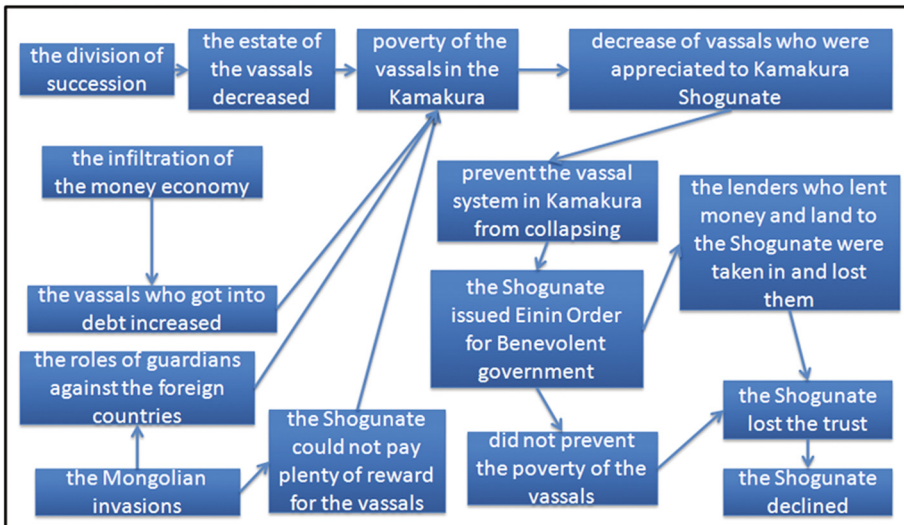 the division of
succession
the estate of
the vassals
decreased
poverty of the
vassals in the
Kamakura
decrease of vassals who were
appreciated to Kamakura
Shogunate
the infiltration of
the money economy
prevent the vassal
system in Kamakura
from collapsing
the lenders who lent
money and land to
the Shogunate were
taken in and lost
them
the vassals who got into
debt increased
the Shogunate
issued Einin Order
for Benevolent
government
the roles of guardians
against the foreign
countries
the Shogunate
could not pay
plenty of reward
for the vassals
did not prevent
the poverty of the
vassals
the Shogunate
lost the trust
the Mongolian
invasions
the Shogunate
declined